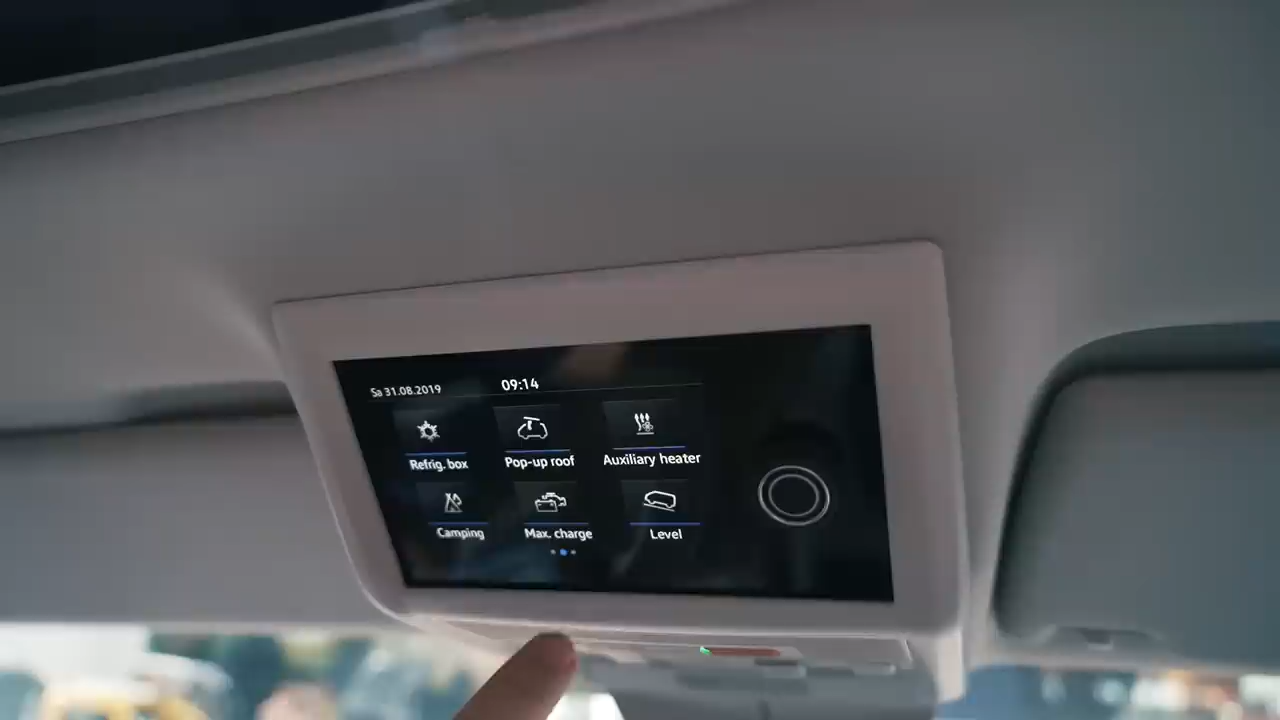 Sa 31.08.2019 09:14
Refrig. box Pop-up roof Auxiliary heater
Camping Max. charge Level